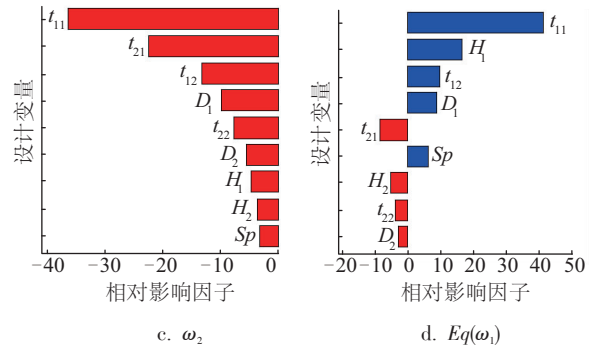 设计变量
t₁₁
t₂₁
t₁₂
D₁
t₂₂
D₂
H₁
H₂
Sp
−40 −30 −20 −10 0
相对影响因子
c. ω₂
设计变量
t₁₁
H₁
t₁₂
D₁
t₂₁
Sp
H₂
t₂₂
D₂
−20 −10 0 10 20 30 40 50
相对影响因子
d. Eq(ω₁)